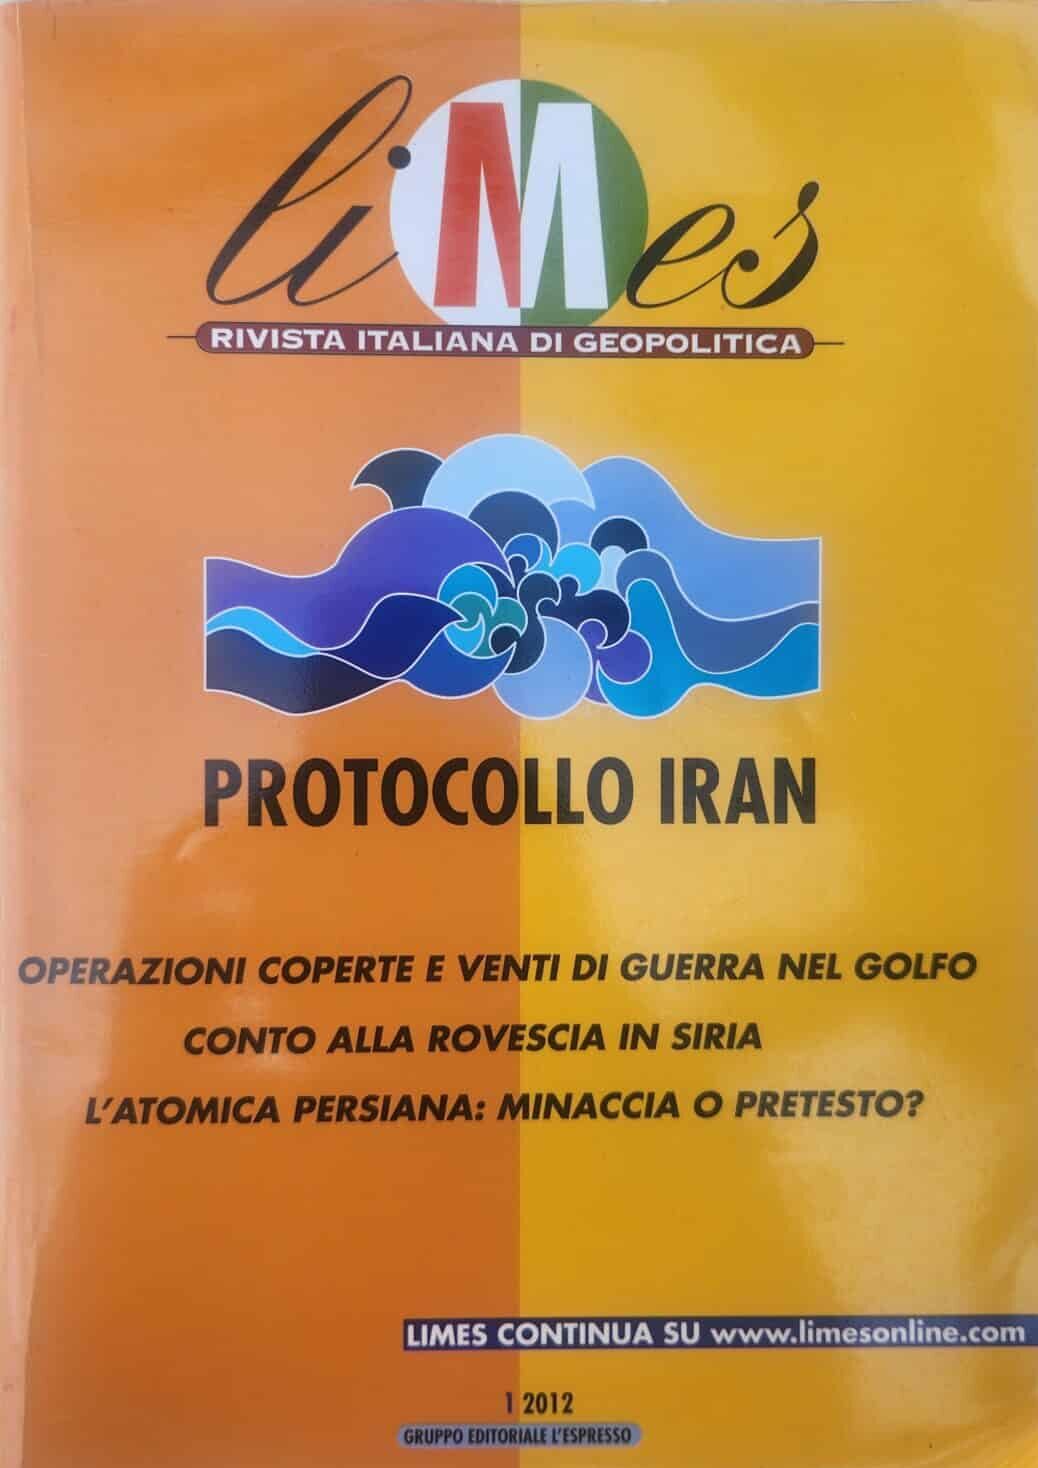 liMes
RIVISTA ITALIANA DI GEOPOLITICA
PROTOCOLLO IRAN
OPERAZIONI COPERTE E VENTI DI GUERRA NEL GOLFO
CONTO ALLA ROVESCIA IN SIRIA
L'ATOMICA PERSIANA: MINACCIA O PRETESTO?
LIMES CONTINUA SU www.limesonline.com
1 2012
GRUPPO EDITORIALE L'ESPRESSO